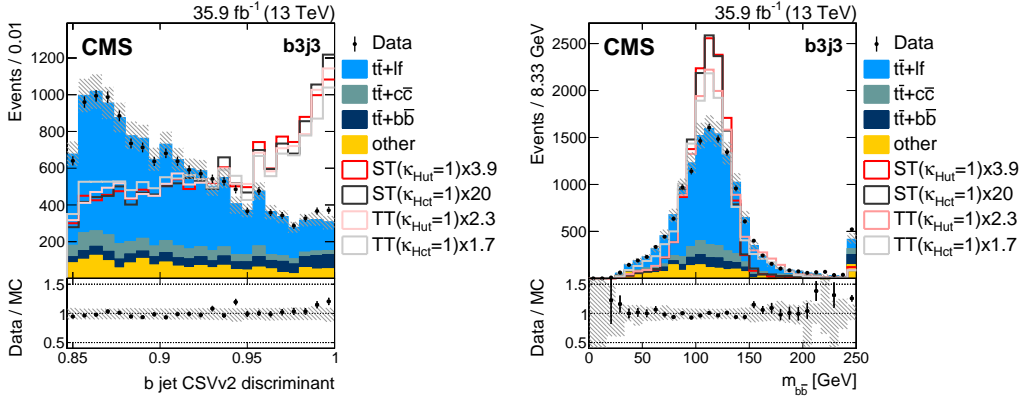 35.9 fb⁻¹ (13 TeV)
CMS
b3j3
Events / 0.01
1200
1000
800
600
400
200
Data
tt̄+lf
tt̄+cc̄
tt̄+bb̄
other
ST(κHut=1)x3.9
ST(κHct=1)x20
TT(κHut=1)x2.3
TT(κHct=1)x1.7
Data / MC
1.5
1
0.5
0.85
0.9
0.95
1
b jet CSVv2 discriminant
35.9 fb⁻¹ (13 TeV)
CMS
b3j3
Events / 8.33 GeV
2500
2000
1500
1000
500
0
Data
tt̄+lf
tt̄+cc̄
tt̄+bb̄
other
ST(κHut=1)x3.9
ST(κHct=1)x20
TT(κHut=1)x2.3
TT(κHct=1)x1.7
Data / MC
1.5
1
0.5
0
50
100
150
200
250
mbb̄ [GeV]